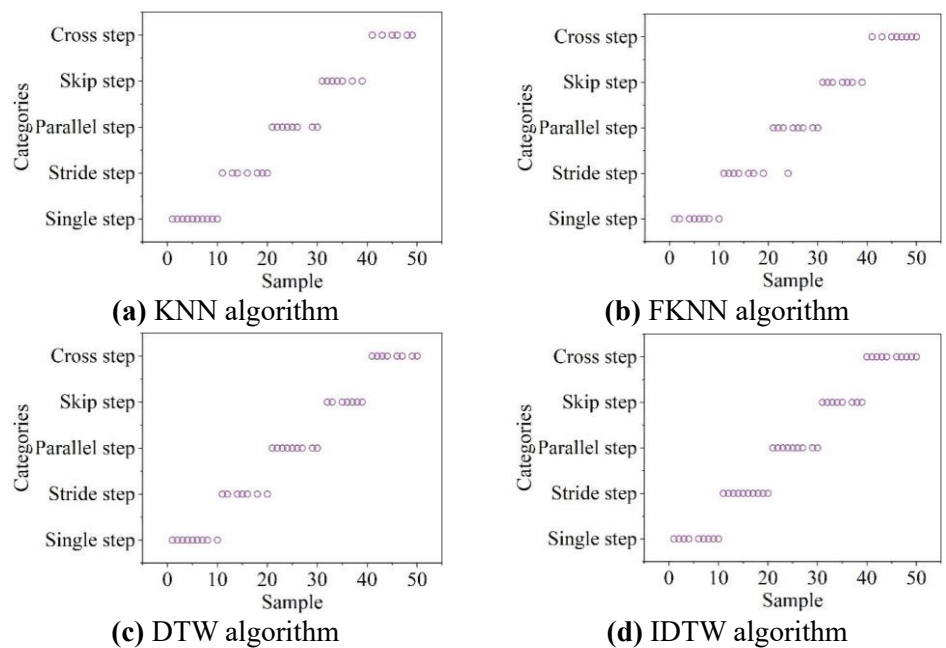 Categories
Cross step
Skip step
Parallel step
Stride step
Single step
0 10 20 30 40 50
Sample
(a) KNN algorithm
Categories
Cross step
Skip step
Parallel step
Stride step
Single step
0 10 20 30 40 50
Sample
(b) FKNN algorithm
Categories
Cross step
Skip step
Parallel step
Stride step
Single step
0 10 20 30 40 50
Sample
(c) DTW algorithm
Categories
Cross step
Skip step
Parallel step
Stride step
Single step
0 10 20 30 40 50
Sample
(d) IDTW algorithm